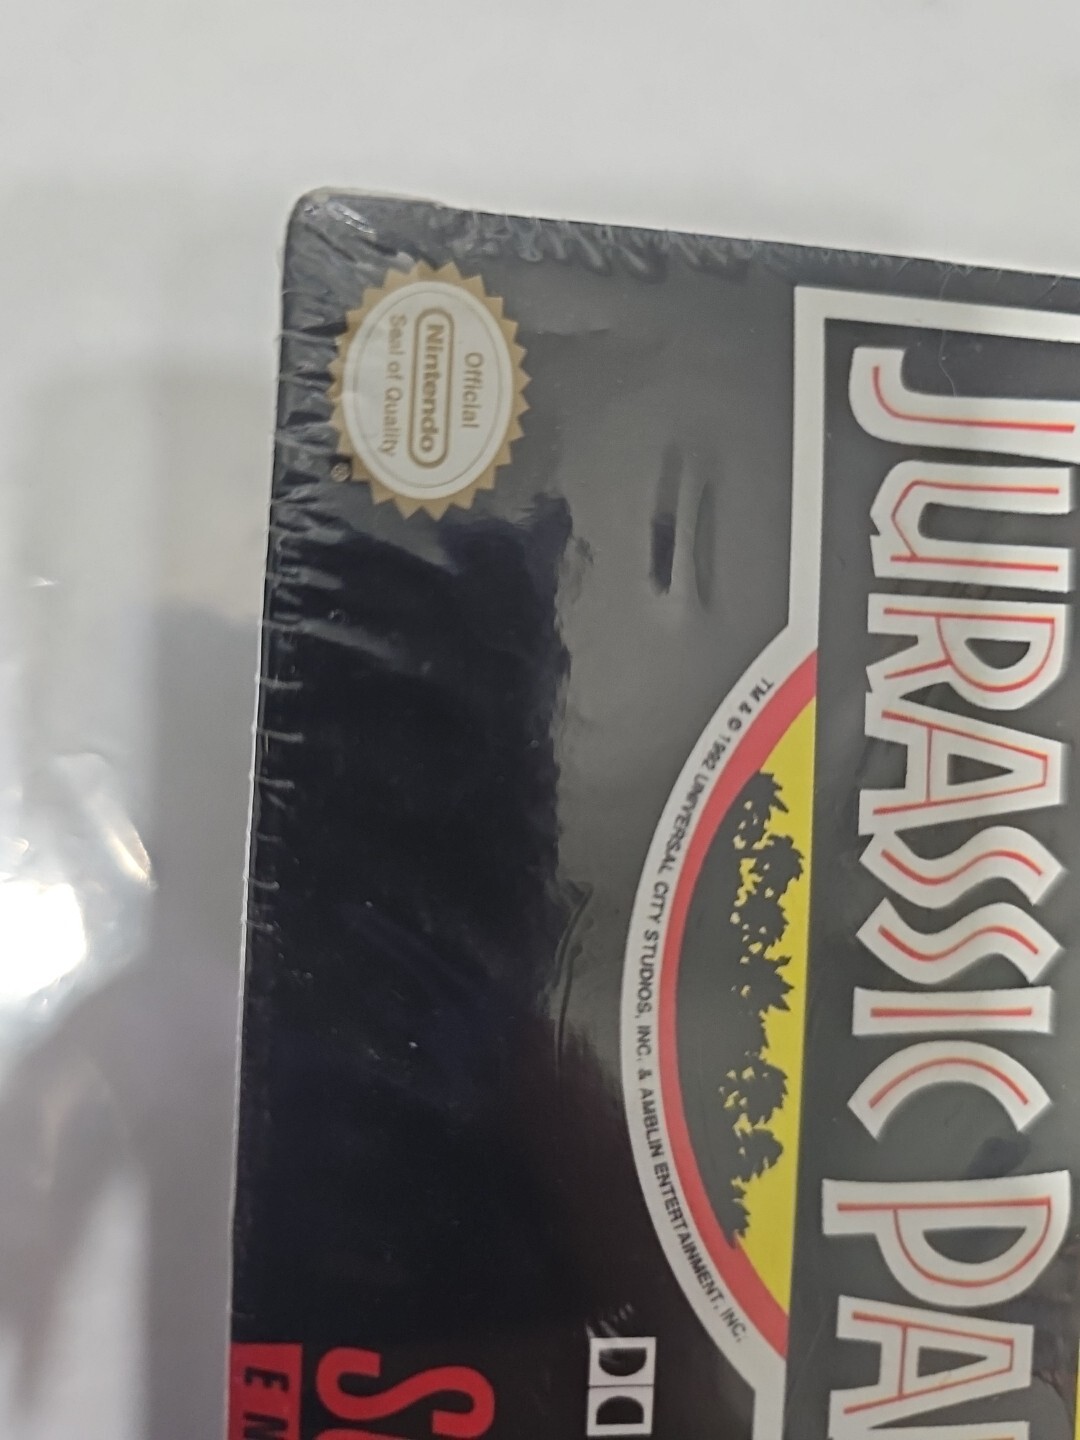 JURASSIC PA
TM & © 1992 UNIVERSAL CITY STUDIOS, INC. & AMBLIN ENTERTAINMENT, INC.
Official
Nintendo
Seal of Quality
®